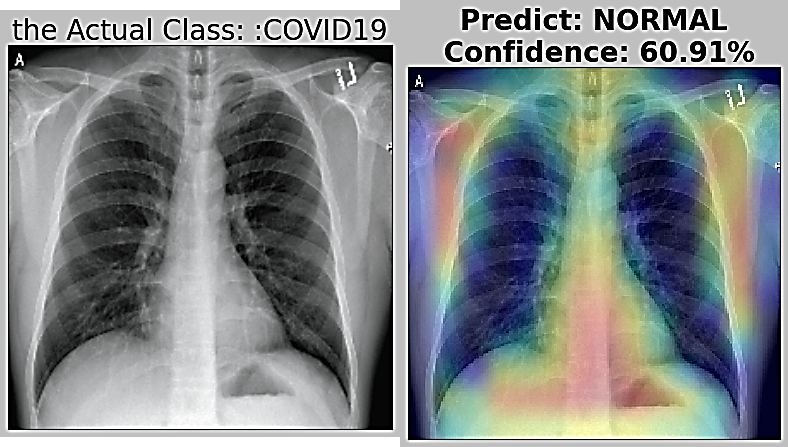 the Actual Class: :COVID19
Predict: NORMAL
Confidence: 60.91%
A
A